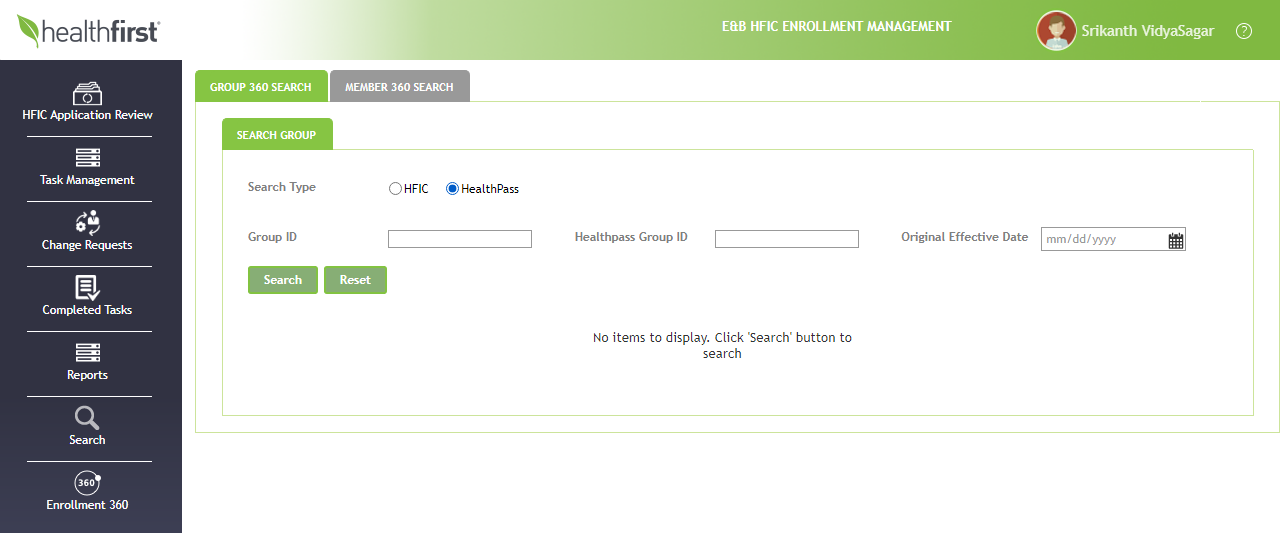 healthfirst
E&B HFIC ENROLLMENT MANAGEMENT
Srikanth VidyaSagar
?
HFIC Application Review
Task Management
Change Requests
Completed Tasks
Reports
Search
360
Enrollment 360
GROUP 360 SEARCH
MEMBER 360 SEARCH
SEARCH GROUP
Search Type
HFIC
HealthPass
Group ID
Healthpass Group ID
Original Effective Date
mm/dd/yyyy
Search
Reset
No items to display. Click 'Search' button to
search